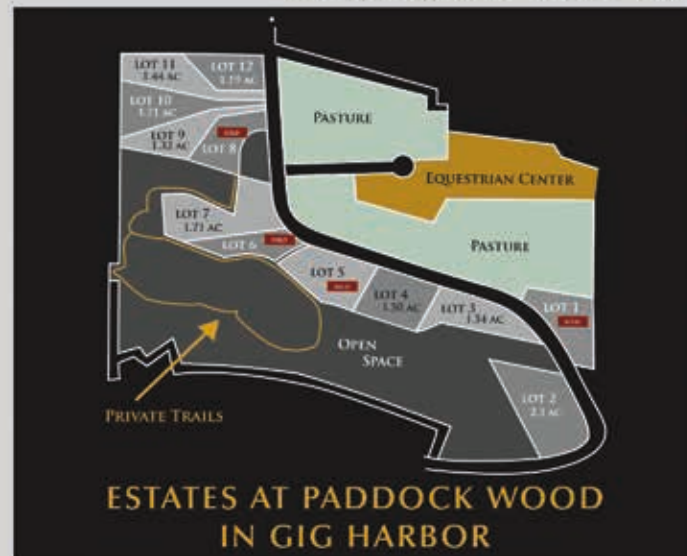 LOT 11
1.44 AC
LOT 12
LOT 10
1.71 AC
LOT 9
1.32 AC
LOT 8
PASTURE
EQUESTRIAN CENTER
LOT 7
1.71 AC
LOT 6
PASTURE
LOT 5
LOT 4
1.50 AC
LOT 3
1.54 AC
LOT 1
OPEN
SPACE
LOT 2
2.1 AC
PRIVATE TRAILS
ESTATES AT PADDOCK WOOD
IN GIG HARBOR